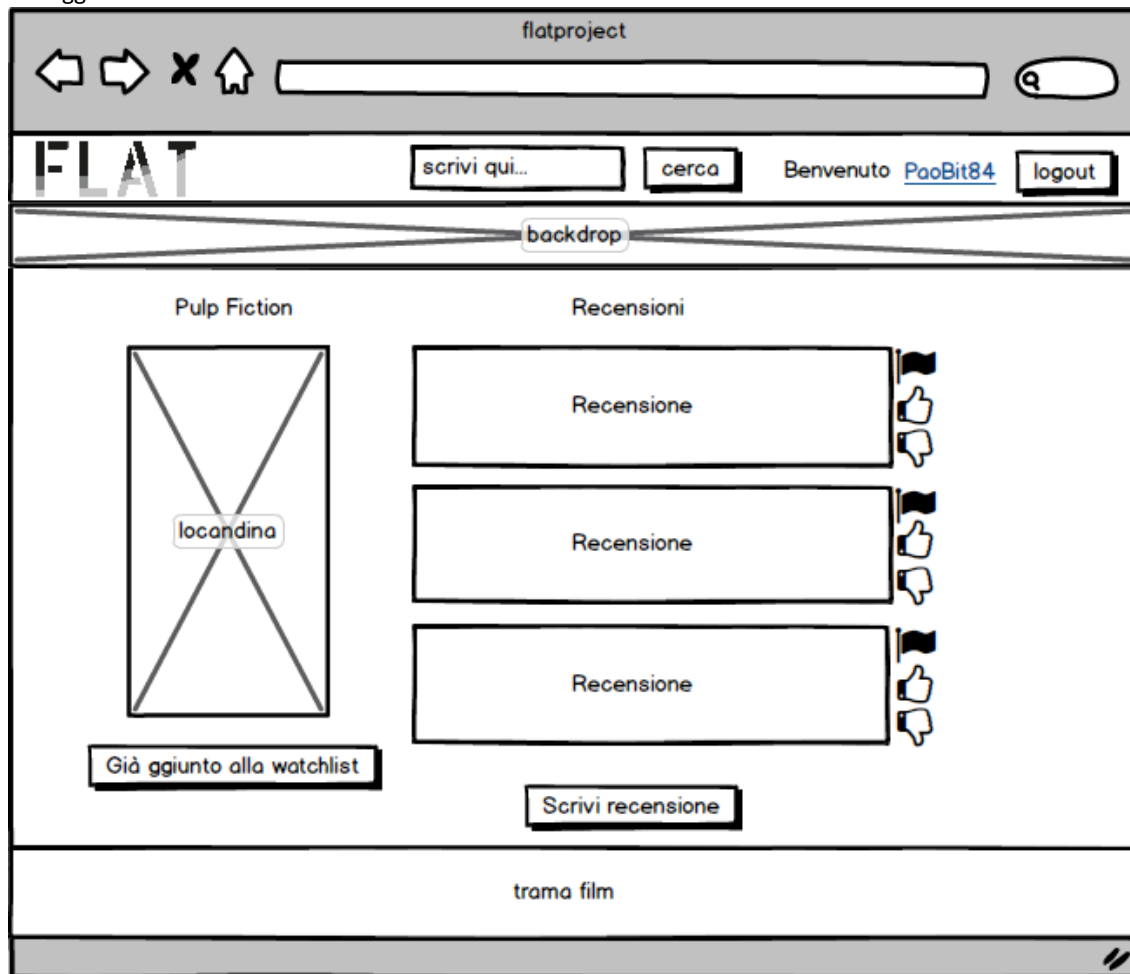 flatproject
FLAT
scrivi qui...
cerca
Benvenuto PaoBit84
logout
backdrop
Pulp Fiction
Recensioni
Recensione
locandina
Recensione
Recensione
Già ggiunto alla watchlist
Scrivi recensione
trama film